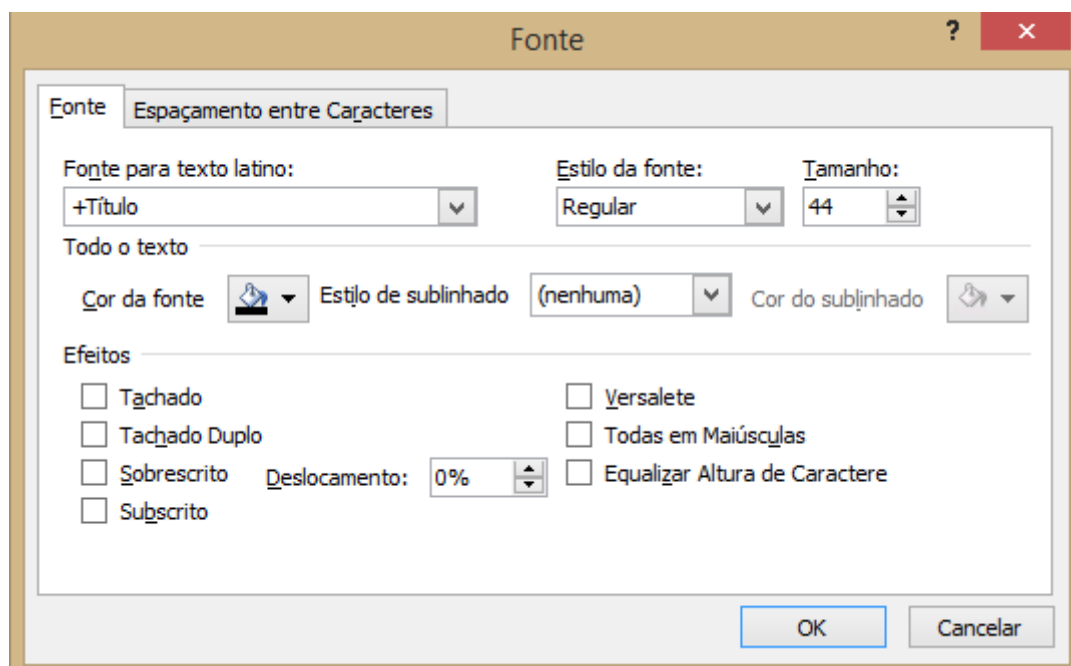 Fonte ? ×
Fonte Espaçamento entre Caracteres
Fonte para texto latino: Estilo da fonte: Tamanho:
+Título Regular 44
Todo o texto
Cor da fonte Estilo de sublinhado (nenhuma) Cor do sublinhado
Efeitos
Tachado Versalete
Tachado Duplo Todas em Maiúsculas
Sobrescrito Deslocamento: 0% Equalizar Altura de Caractere
Subscrito
OK Cancelar